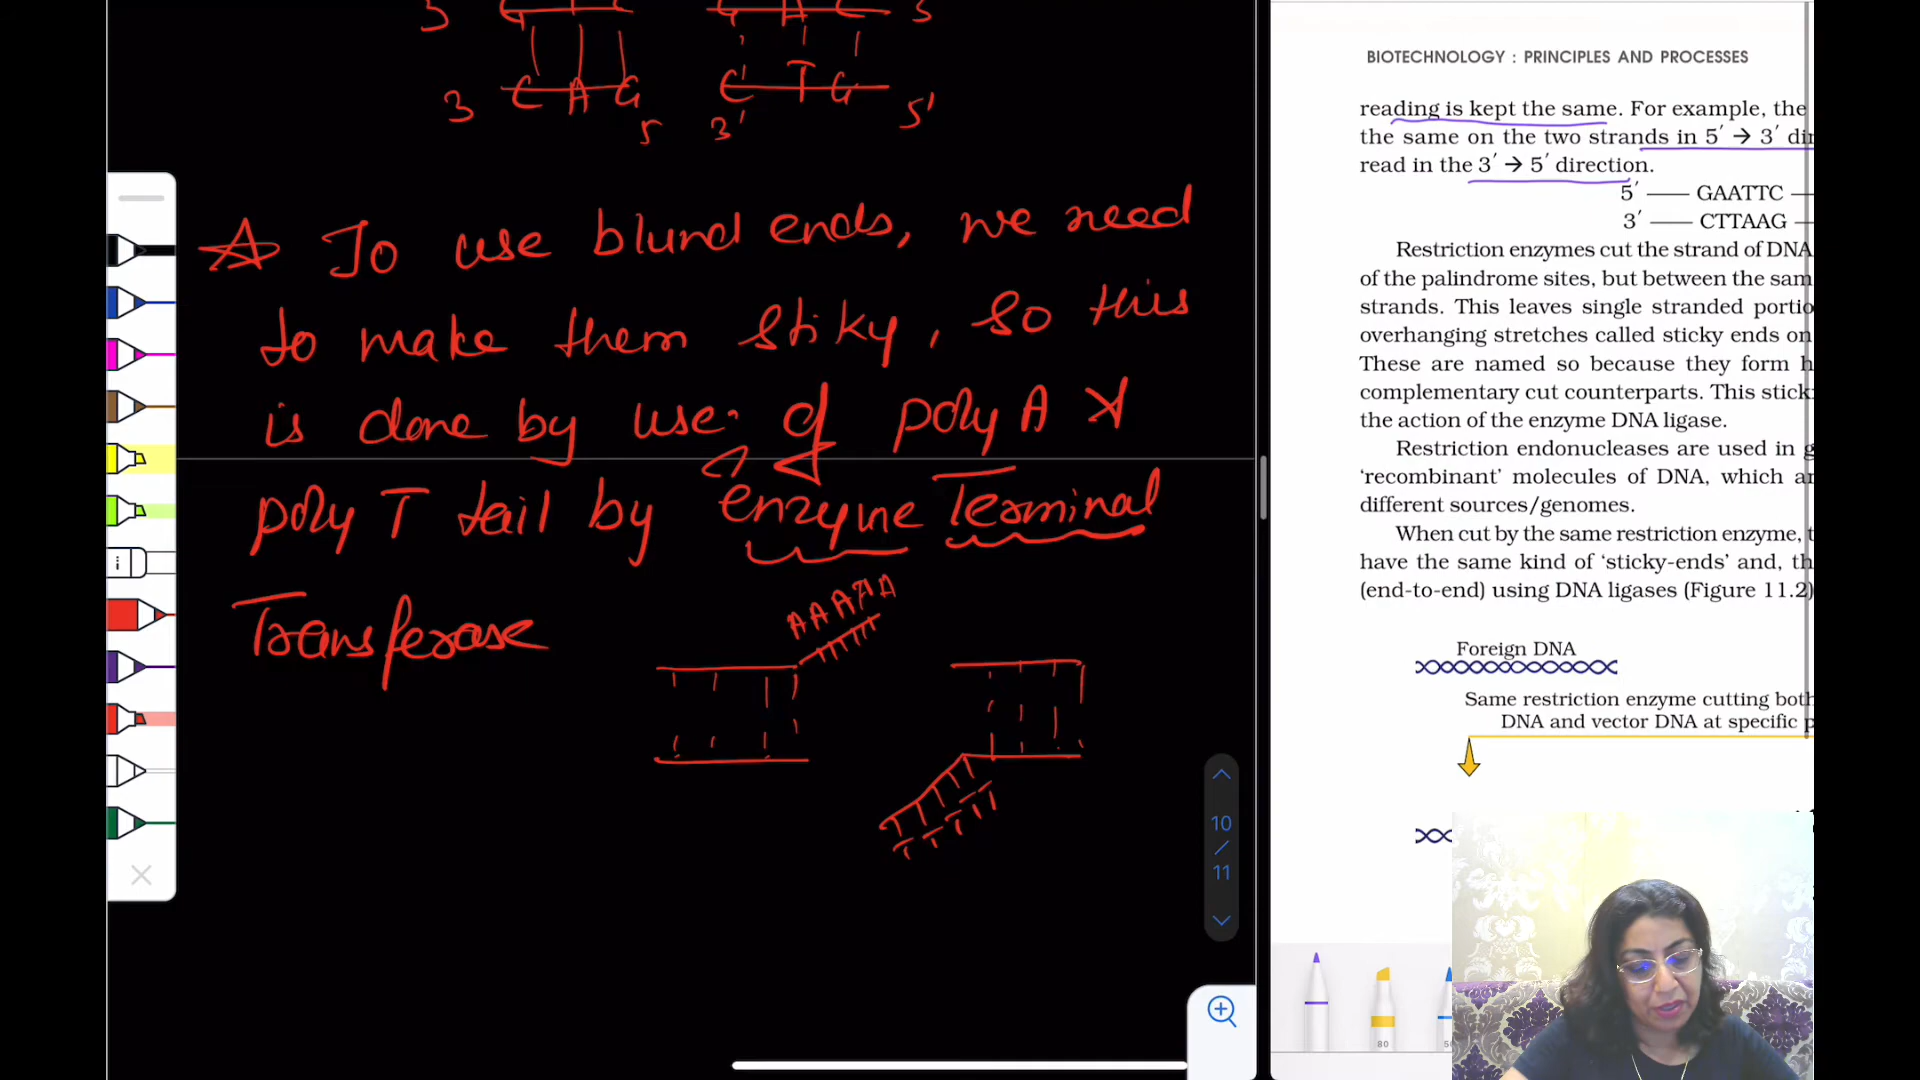 3
C A G
C T G
3
5
3'
5'
To use blund ends, we need
to make them stiky, so this
is done by use of poly A &
poly T tail by enzyme Terminal
Transferase
AAAAA
TTTTT
10
/
11
i
BIOTECHNOLOGY : PRINCIPLES AND PROCESSES
reading is kept the same. For example, the
the same on the two strands in 5′ → 3′ dir
read in the 3′ → 5′ direction.
5′ —— GAATTC ——
3′ —— CTTAAG ——
Restriction enzymes cut the strand of DNA
of the palindrome sites, but between the sam
strands. This leaves single stranded portio
overhanging stretches called sticky ends on
These are named so because they form h
complementary cut counterparts. This stick
the action of the enzyme DNA ligase.
Restriction endonucleases are used in g
‘recombinant’ molecules of DNA, which ar
different sources/genomes.
When cut by the same restriction enzyme, t
have the same kind of ‘sticky-ends’ and, th
(end-to-end) using DNA ligases (Figure 11.2)
Foreign DNA
Same restriction enzyme cutting both
DNA and vector DNA at specific p
80